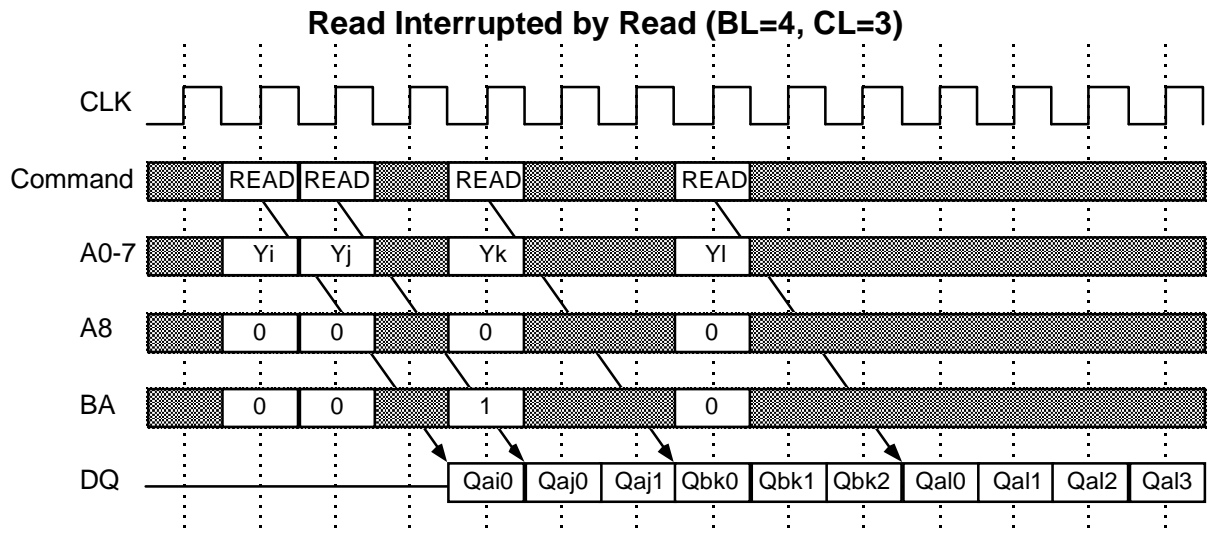 Read Interrupted by Read (BL=4, CL=3)
CLK
Command READ READ READ READ
A0-7 Yi Yj Yk Yl
A8 0 0 0 0
BA 0 0 1 0
DQ Qai0 Qaj0 Qaj1 Qbk0 Qbk1 Qbk2 Qal0 Qal1 Qal2 Qal3